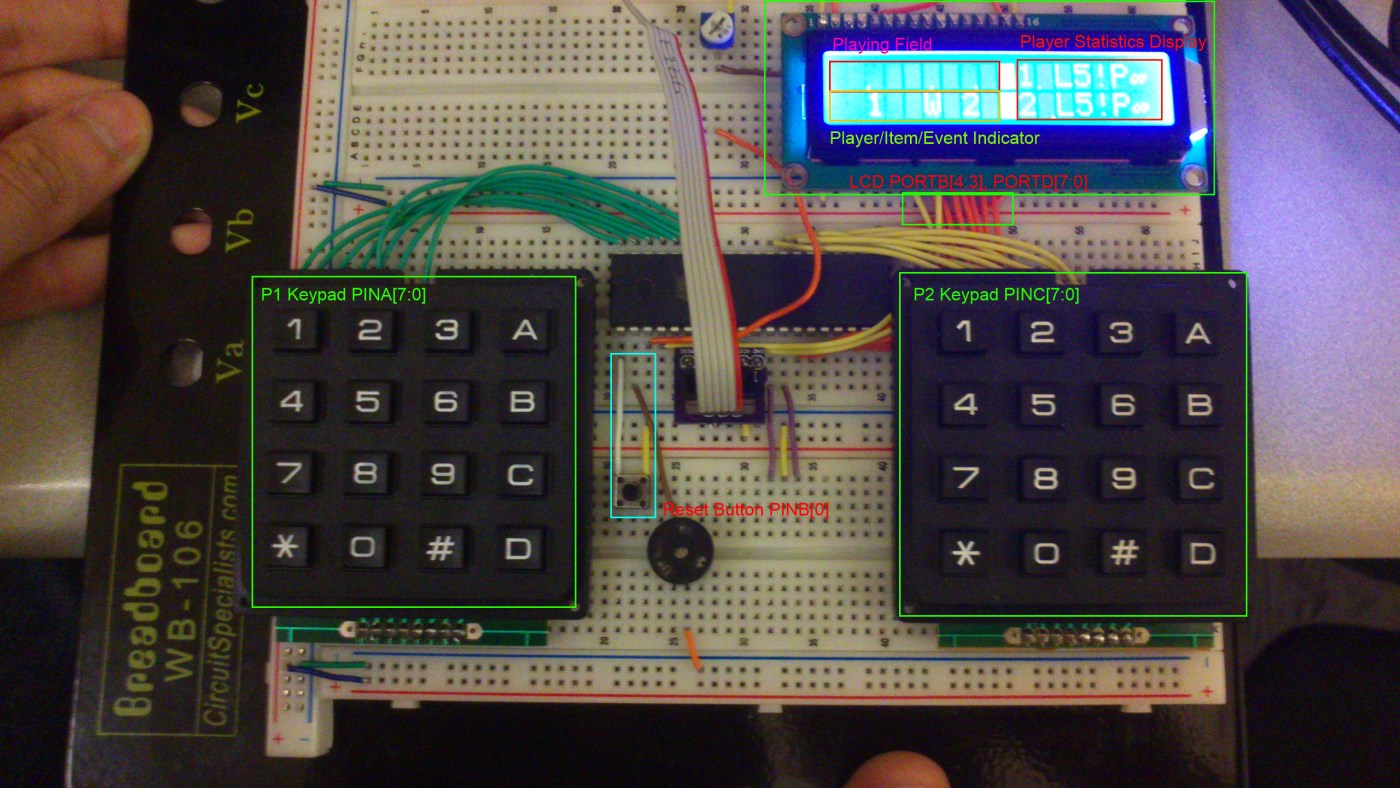 Playing Field
Player Statistics Display
1 L5!P∞
1 W 2
2 L5!P∞
Player/Item/Event Indicator
LCD PORTB[4:3], PORTD[7:0]
16
Vc
Vb
Va
P1 Keypad PINA[7:0]
1 2 3 A
4 5 6 B
7 8 9 C
* 0 # D
P2 Keypad PINC[7:0]
1 2 3 A
4 5 6 B
7 8 9 C
* 0 # D
Reset Button PINB[0]
Breadboard
WB-106
CircuitSpecialists.com